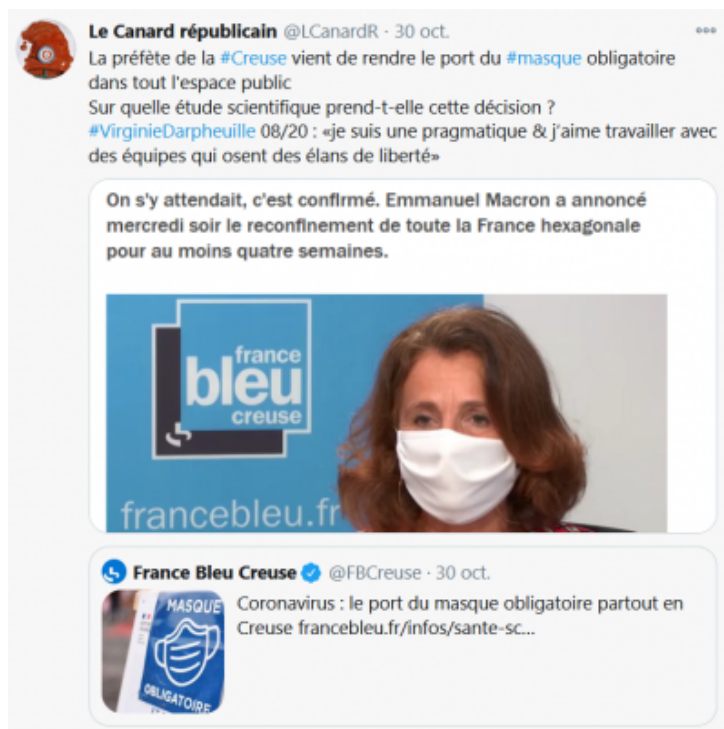 Le Canard républicain @LCanardR · 30 oct.
La préfète de la #Creuse vient de rendre le port du #masque obligatoire
dans tout l'espace public
Sur quelle étude scientifique prend-t-elle cette décision ?
#VirginieDarpheuille 08/20 : «je suis une pragmatique & j'aime travailler avec
des équipes qui osent des élans de liberté»
On s'y attendait, c'est confirmé. Emmanuel Macron a annoncé
mercredi soir le reconfinement de toute la France hexagonale
pour au moins quatre semaines.
france
bleu
creuse
francebleu.fr
France Bleu Creuse @FBCreuse · 30 oct.
Coronavirus : le port du masque obligatoire partout en
Creuse francebleu.fr/infos/sante-sc...
MASQUE
OBLIGATOIRE